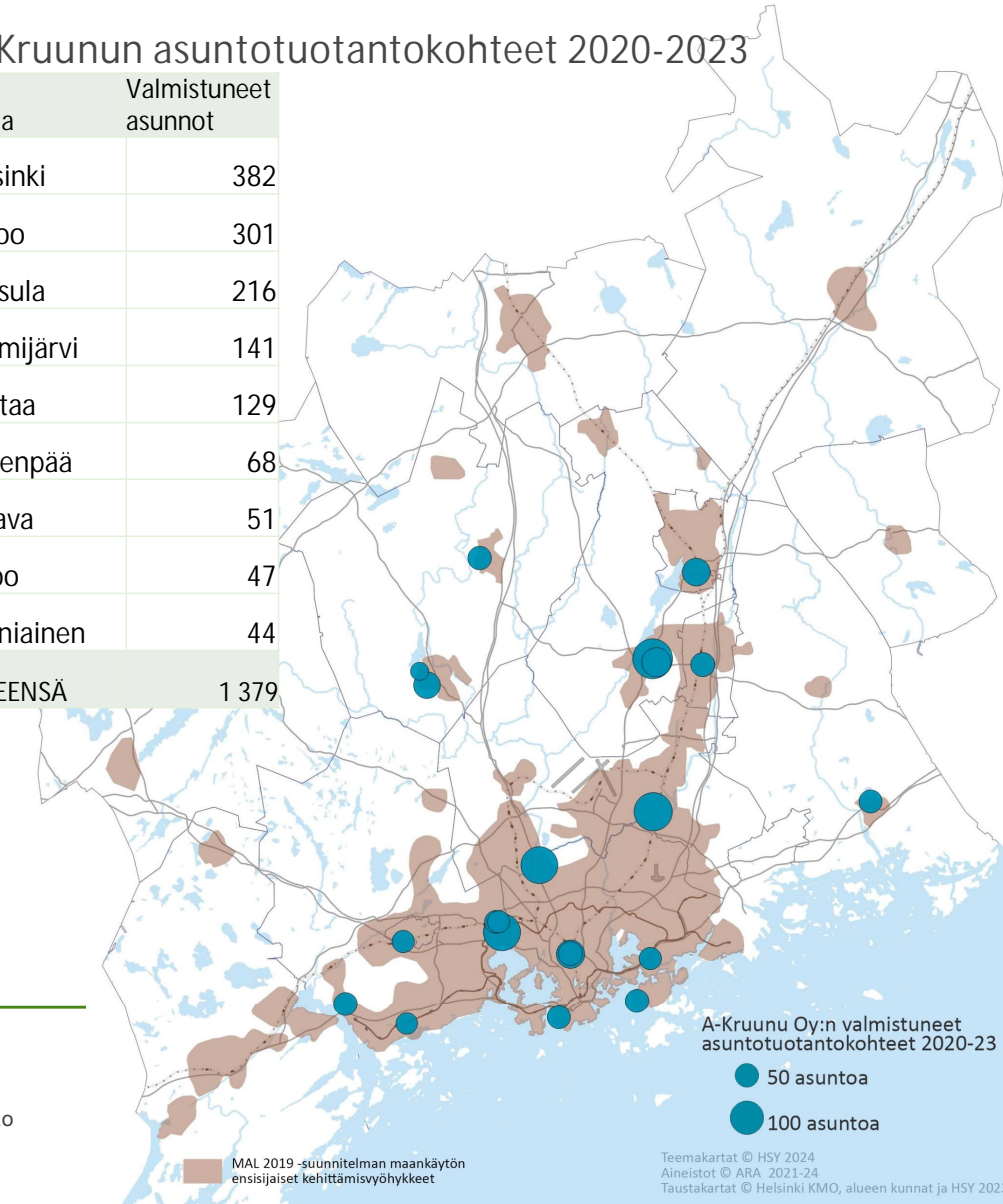 Kruunun asuntotuotantokohteet 2020-2023
Valmistuneet
a asunnot
sinki 382
oo 301
sula 216
mijärvi 141
taa 129
enpää 68
ava 51
oo 47
niainen 44
EENSÄ 1 379
o
A-Kruunu Oy:n valmistuneet
asuntotuotantokohteet 2020-23
50 asuntoa
100 asuntoa
MAL 2019 -suunnitelman maankäytön
ensisijaiset kehittämisvyöhykkeet
Teemakartat © HSY 2024
Aineistot © ARA 2021-24
Taustakartat © Helsinki KMO, alueen kunnat ja HSY 202